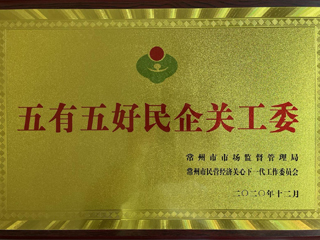 五有五好民企关工委
常州市市场监督管理局
常州市民营经济关心下一代工作委员会
二〇二〇年十二月